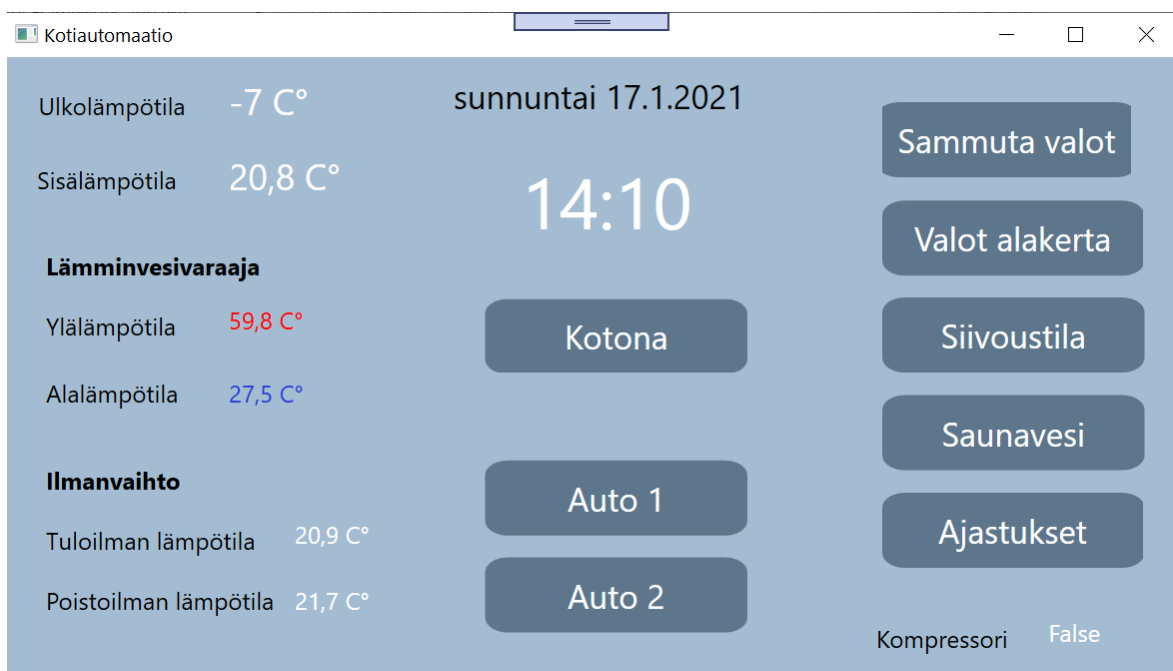 Kotiautomaatio
Ulkolämpötila -7 C°
Sisälämpötila 20,8 C°
Lämminvesivaraaja
Ylälämpötila 59,8 C°
Alalämpötila 27,5 C°
Ilmanvaihto
Tuloilman lämpötila 20,9 C°
Poistoilman lämpötila 21,7 C°
sunnuntai 17.1.2021
14:10
Kotona
Auto 1
Auto 2
Sammuta valot
Valot alakerta
Siivoustila
Saunavesi
Ajastukset
Kompressori False